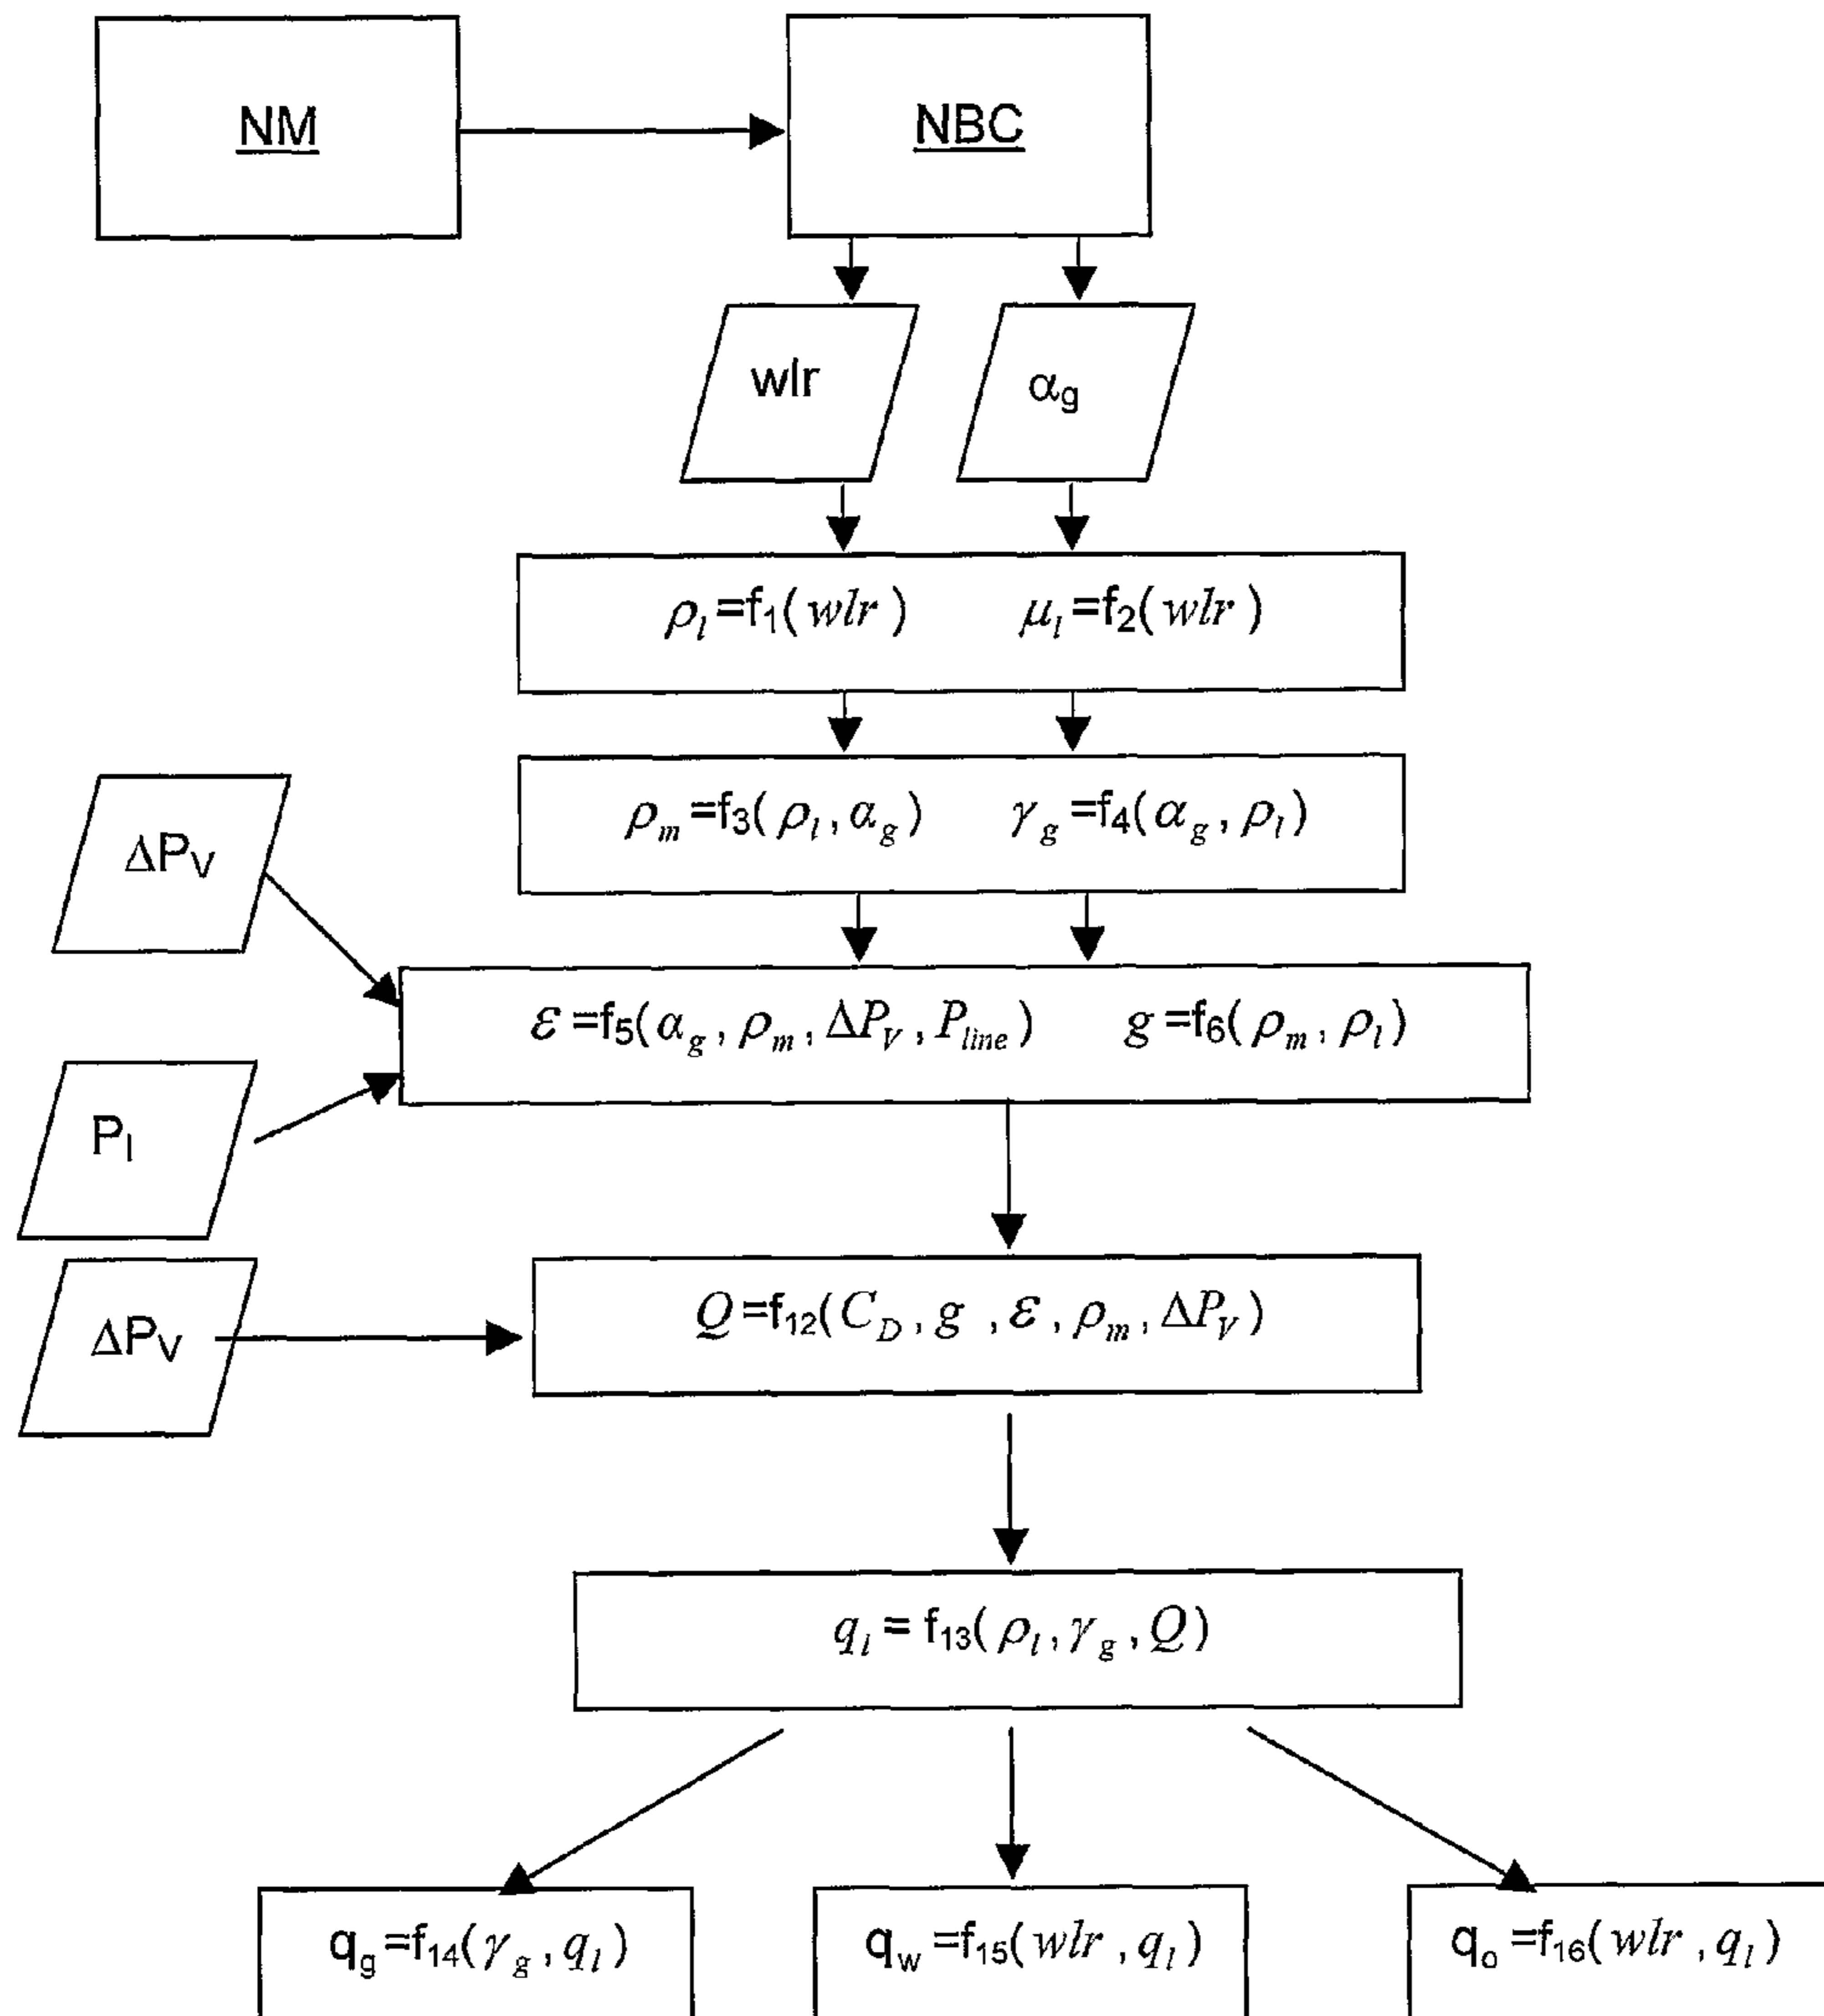 NM
NBC
wlr
αg
ρl=f1(wlr) μl=f2(wlr)
ρm=f3(ρl, αg) γg=f4(αg, ρl)
ΔPV
ε=f5(αg, ρm, ΔPV, Pline) g=f6(ρm, ρl)
Pl
Q=f12(CD, g, ε, ρm, ΔPV)
ΔPV
ql= f13(ρl, γg, Q)
qg=f14(γg, ql)
qw=f15(wlr, ql)
qo=f16(wlr, ql)